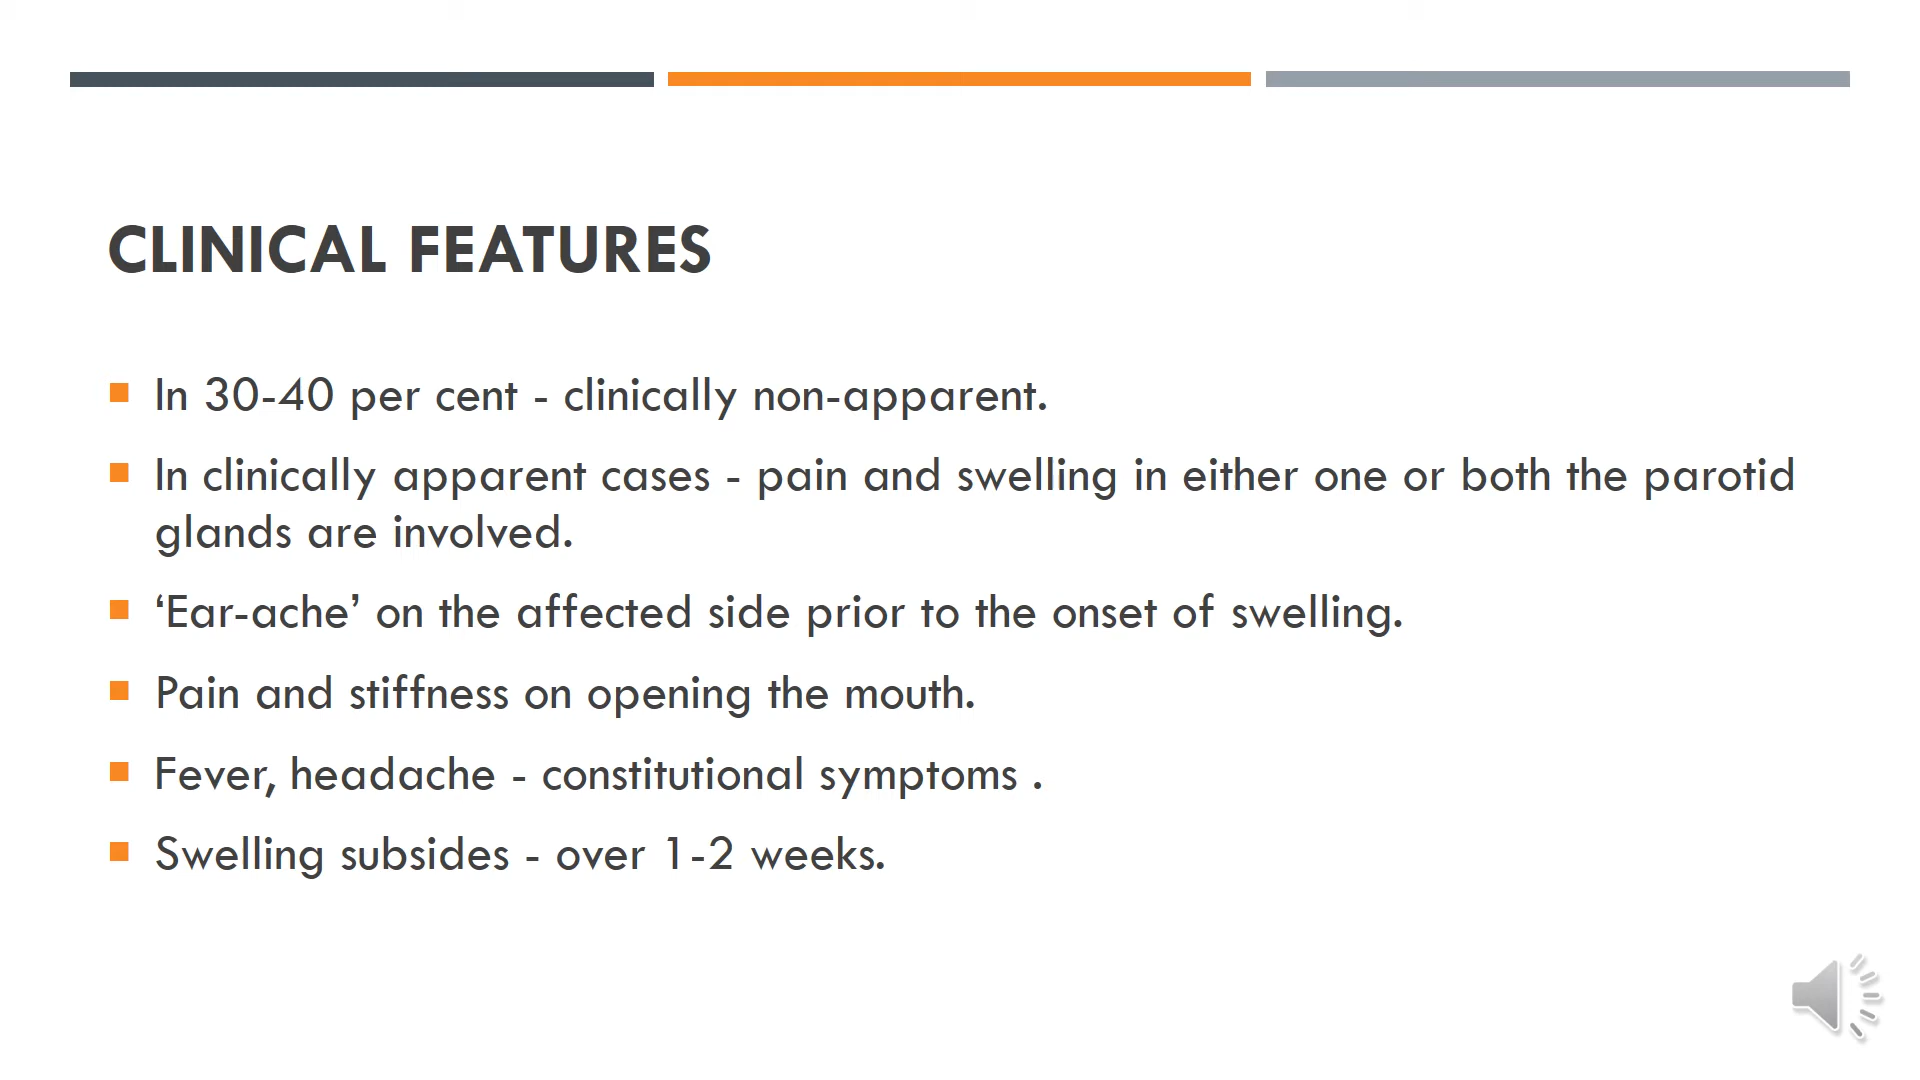 CLINICAL FEATURES
In 30-40 per cent - clinically non-apparent.
In clinically apparent cases - pain and swelling in either one or both the parotid
glands are involved.
‘Ear-ache’ on the affected side prior to the onset of swelling.
Pain and stiffness on opening the mouth.
Fever, headache - constitutional symptoms .
Swelling subsides - over 1-2 weeks.